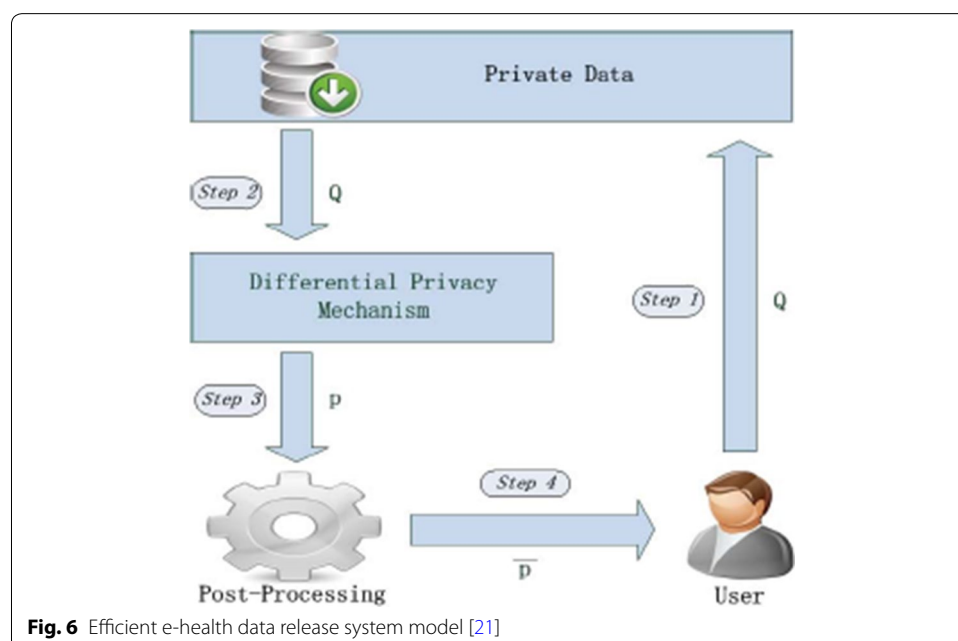 Private Data
Step 2
Q
Step 1
Q
Differential Privacy
Mechanism
Step 3
p
Step 4
p̅
Post-Processing
User
Fig. 6 Efficient e-health data release system model [21]